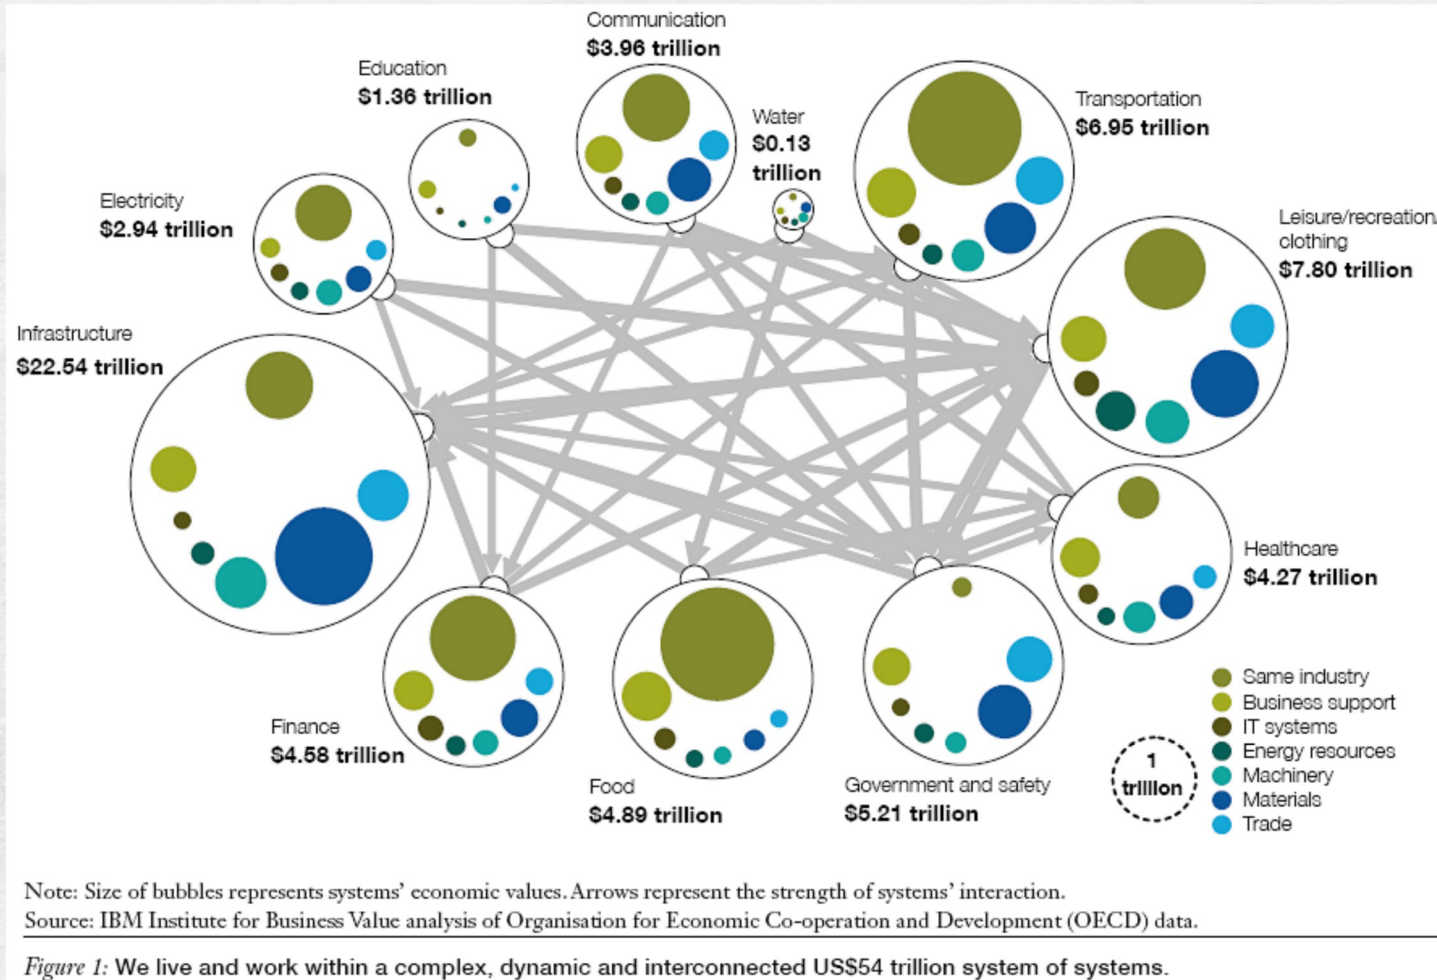 Communication
$3.96 trillion
Education
$1.36 trillion
Water
$0.13
trillion
Transportation
$6.95 trillion
Electricity
$2.94 trillion
Leisure/recreation/
clothing
$7.80 trillion
Infrastructure
$22.54 trillion
Healthcare
$4.27 trillion
Finance
$4.58 trillion
Food
$4.89 trillion
Government and safety
$5.21 trillion
1
trillion
Same industry
Business support
IT systems
Energy resources
Machinery
Materials
Trade
Note: Size of bubbles represents systems' economic values. Arrows represent the strength of systems' interaction.
Source: IBM Institute for Business Value analysis of Organisation for Economic Co-operation and Development (OECD) data.
Figure 1: We live and work within a complex, dynamic and interconnected US$54 trillion system of systems.